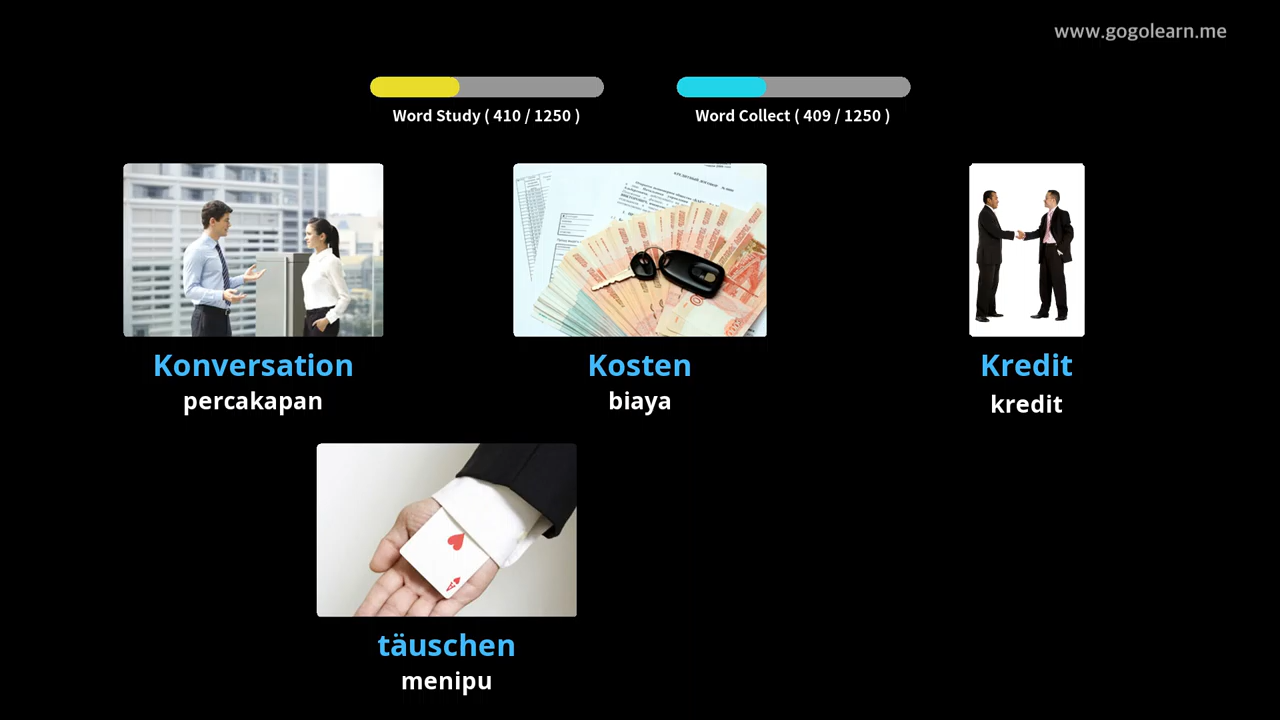 www.gogolearn.me
Word Study ( 410 / 1250 )
Word Collect ( 409 / 1250 )
Konversation
percakapan
Kosten
biaya
Kredit
kredit
täuschen
menipu